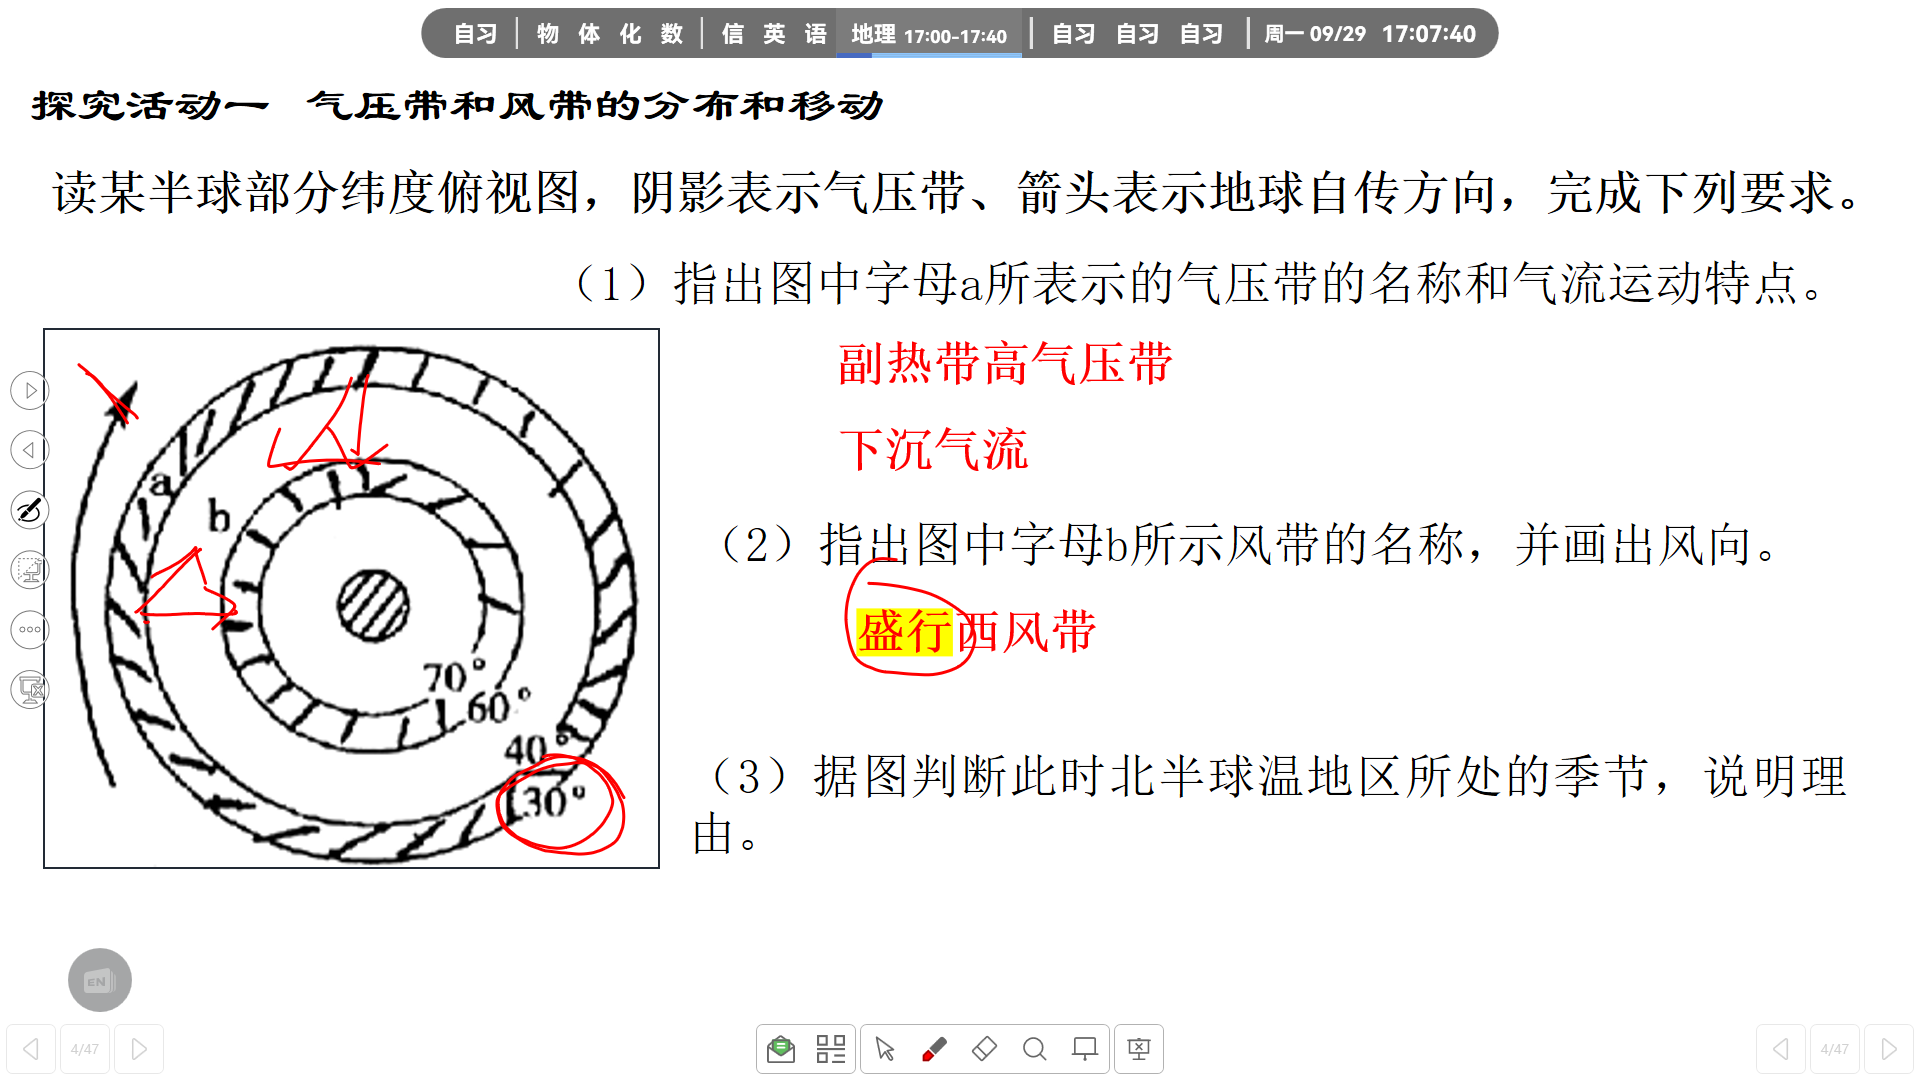 自习 物 体 化 数 信 英 语 地理 17:00-17:40 自习 自习 自习 周一 09/29 17:07:40
探究活动一 气压带和风带的分布和移动
读某半球部分纬度俯视图，阴影表示气压带、箭头表示地球自传方向，完成下列要求。
（1）指出图中字母a所表示的气压带的名称和气流运动特点。
副热带高气压带
下沉气流
（2）指出图中字母b所示风带的名称，并画出风向。
盛行西风带
（3）据图判断此时北半球温地区所处的季节，说明理
由。
a
b
70°
60°
40°
30°
EN
4/47
4/47